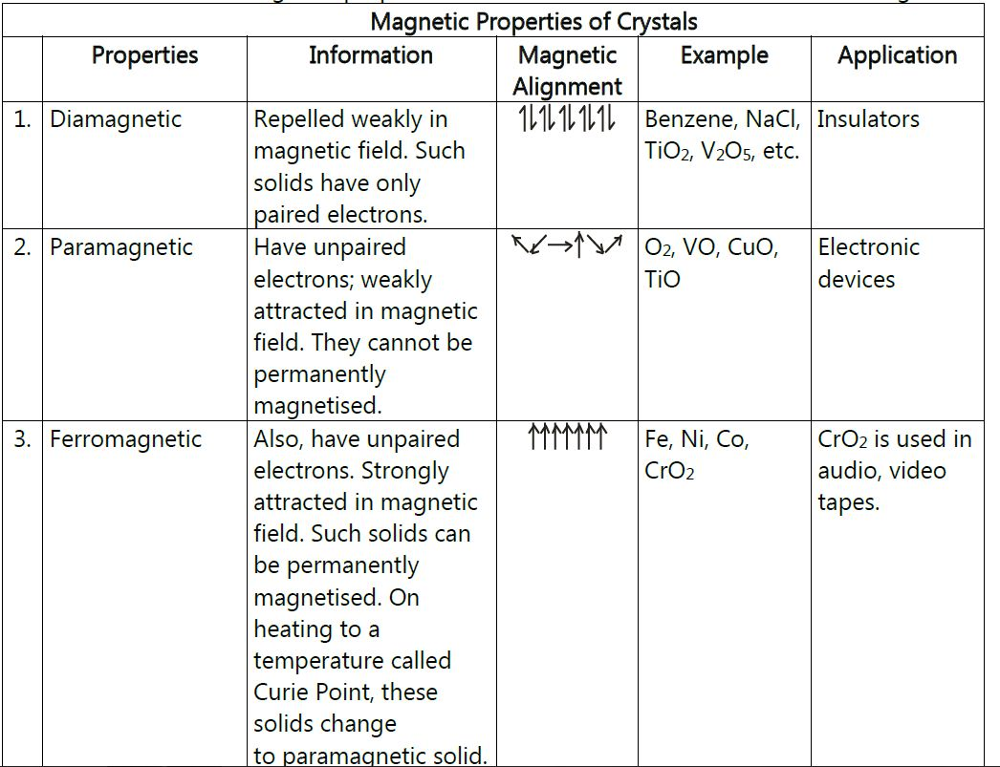 Magnetic Properties of Crystals
Properties Information Magnetic Alignment Example Application
1. Diamagnetic
Repelled weakly in
magnetic field. Such
solids have only
paired electrons.
Benzene, NaCl,
TiO2, V2O5, etc.
Insulators
2. Paramagnetic
Have unpaired
electrons; weakly
attracted in magnetic
field. They cannot be
permanently
magnetised.
O2, VO, CuO,
TiO
Electronic
devices
3. Ferromagnetic
Also, have unpaired
electrons. Strongly
attracted in magnetic
field. Such solids can
be permanently
magnetised. On
heating to a
temperature called
Curie Point, these
solids change
to paramagnetic solid.
Fe, Ni, Co,
CrO2
CrO2 is used in
audio, video
tapes.